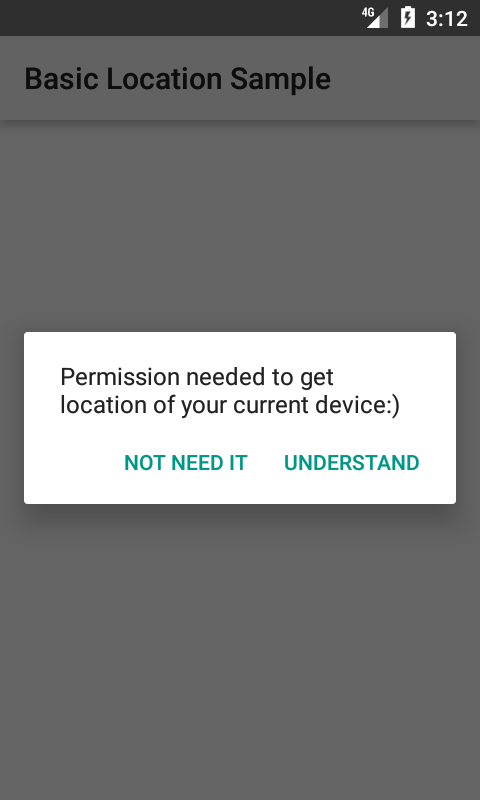 4G 3:12
Basic Location Sample
Permission needed to get
location of your current device:)
NOT NEED IT UNDERSTAND